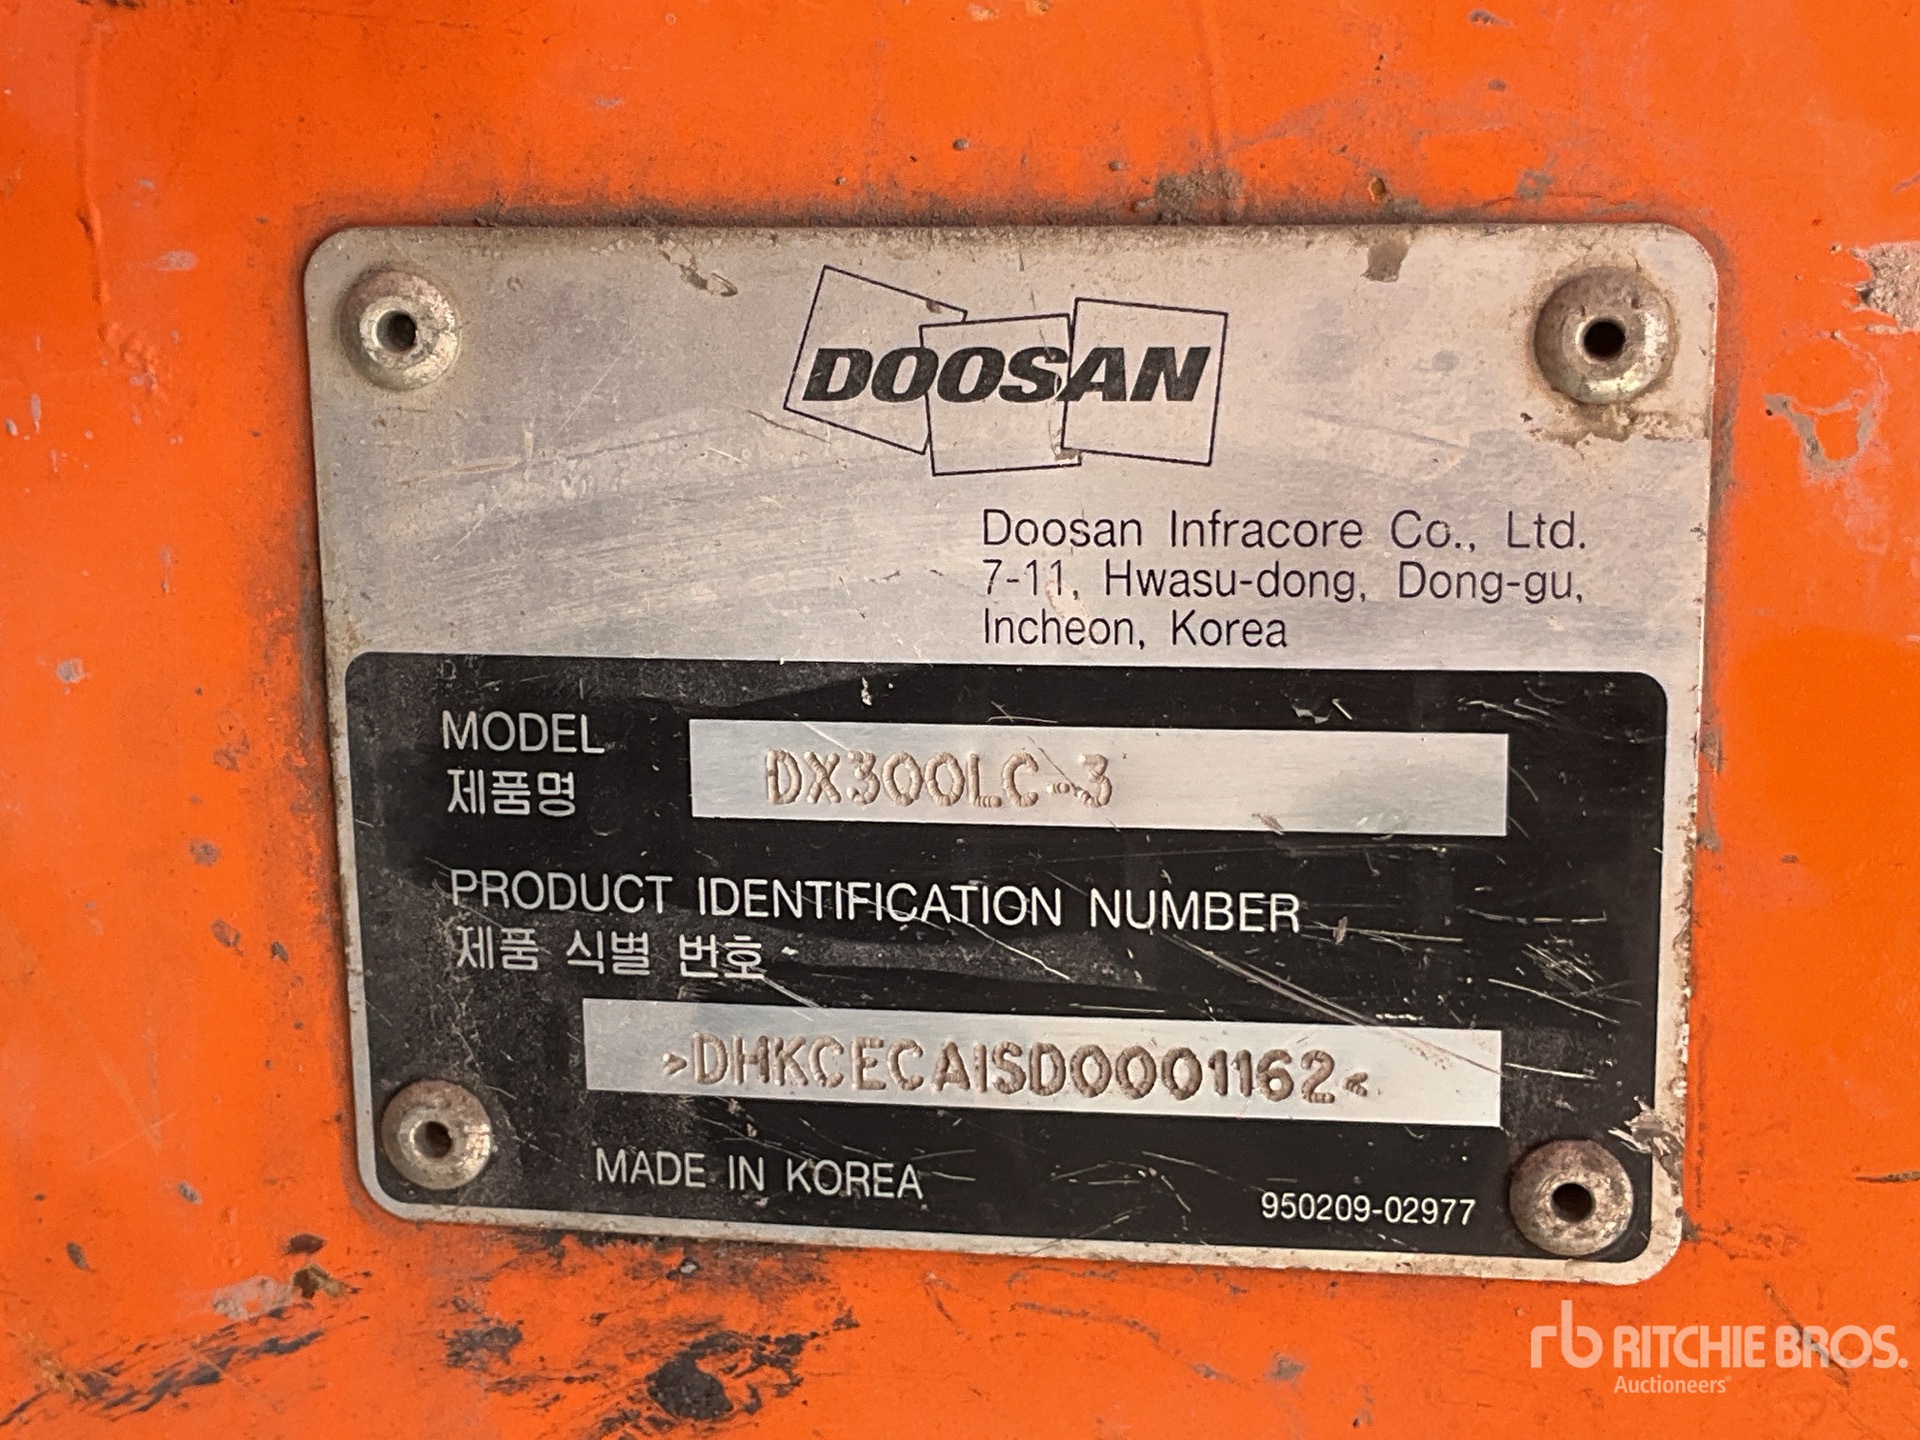 DOOSAN
Doosan Infracore Co., Ltd.
7-11, Hwasu-dong, Dong-gu,
Incheon, Korea
MODEL
제품명
DX300LC-3
PRODUCT IDENTIFICATION NUMBER
제품 식별 번호
>DHKCECAISD0001162<
MADE IN KOREA
950209-02977
rb RITCHIE BROS.
Auctioneers